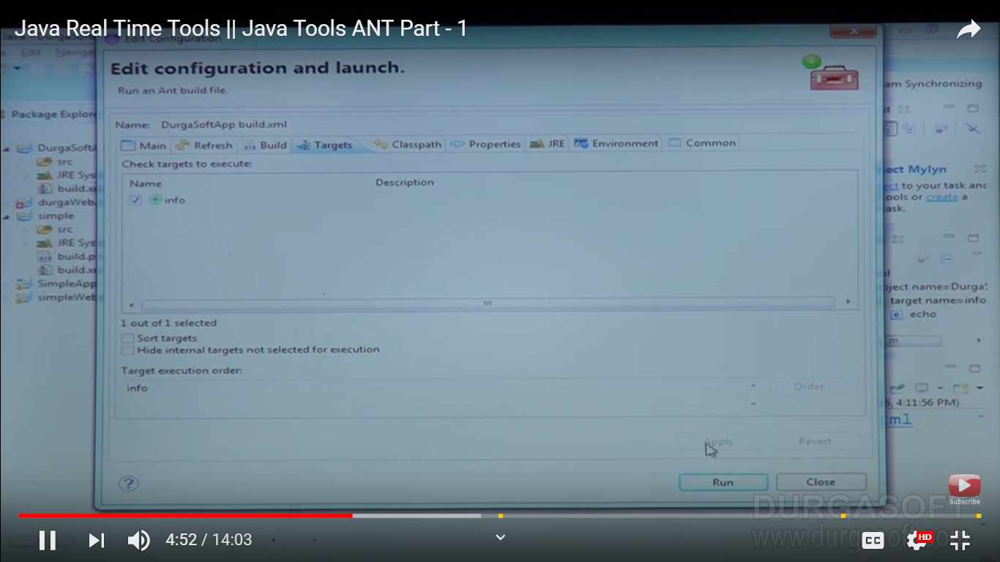 Java Real Time Tools || Java Tools ANT Part - 1
Edit Configuration
Edit Navigat
Edit configuration and launch.
Run an Ant build file.
am Synchronizing
Package Explor
Name: DurgaSoftApp build.xml
Main Refresh Build Targets Classpath Properties JRE Environment Common
Check targets to execute:
Name Description
info
DurgaSoftA
src
JRE Sys
build.x
durgaWeb
simple
src
JRE Sys
build.p
build.x
SimpleApp
simpleWeb
ect Mylyn
ect to your task and
ools or create a
ask.
1 out of 1 selected
Sort targets
Hide internal targets not selected for execution
Target execution order:
info
Order...
oject name=DurgaS
target name=info
echo
5, 4:11:56 PM)
ml
Apply Revert
? Run Close
Subscribe
DURGASOFT
www.durgasoft.com
4:52 / 14:03
CC
HD